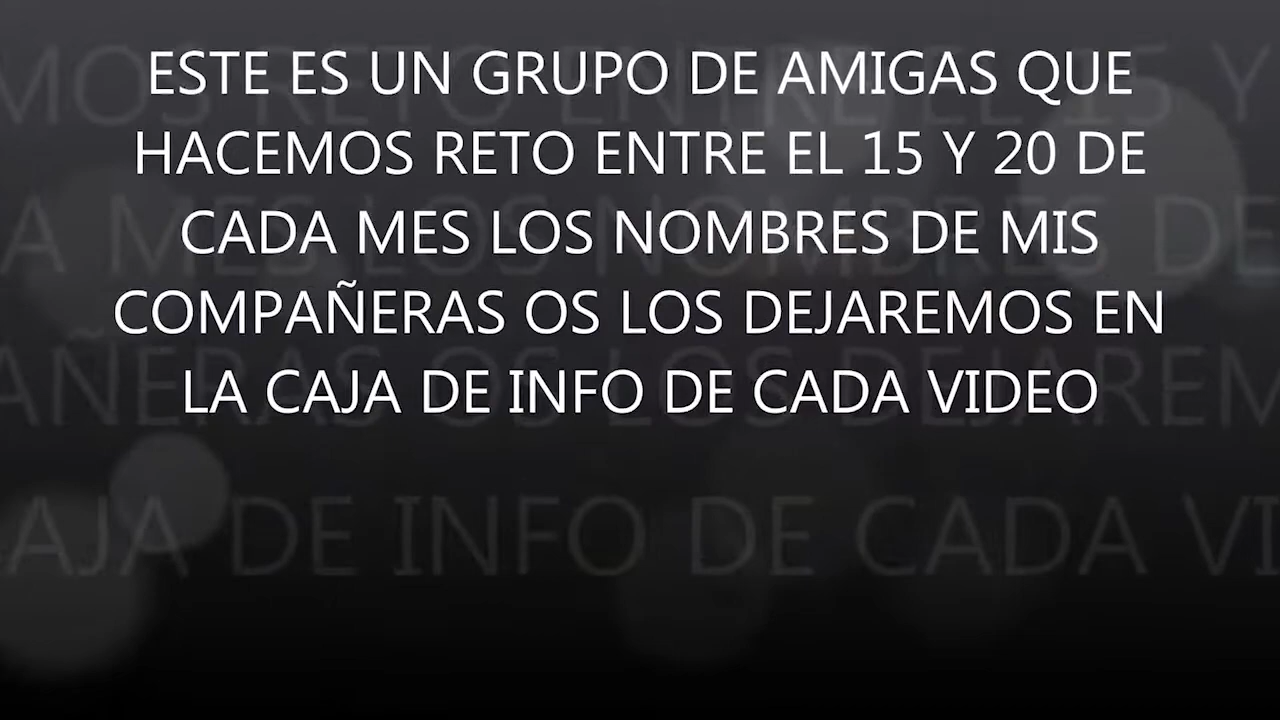 ESTE ES UN GRUPO DE AMIGAS QUE
HACEMOS RETO ENTRE EL 15 Y 20 DE
CADA MES LOS NOMBRES DE MIS
COMPAÑERAS OS LOS DEJAREMOS EN
LA CAJA DE INFO DE CADA VIDEO